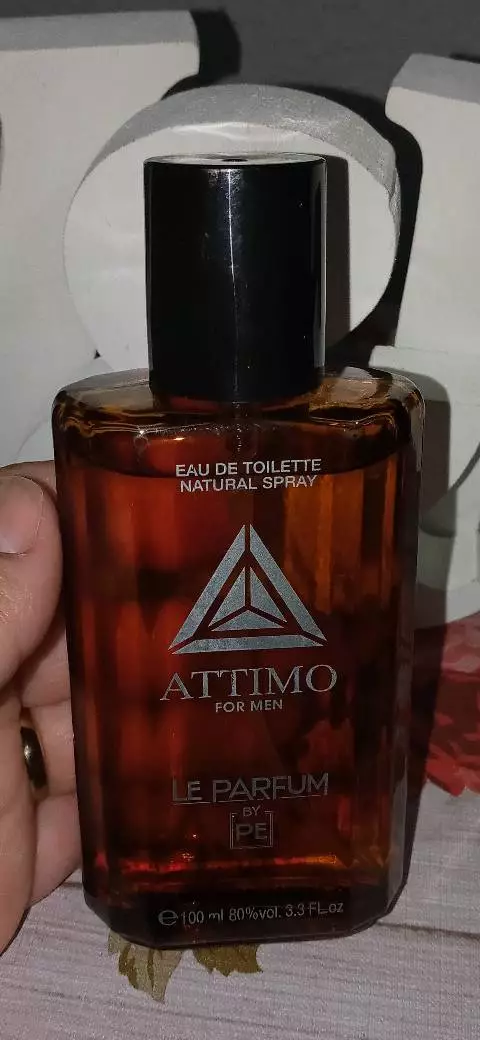 EAU DE TOILETTE
NATURAL SPRAY
ATTIMO
FOR MEN
LE PARFUM
BY
PE
℮100 ml 80%vol. 3.3 Fl.oz